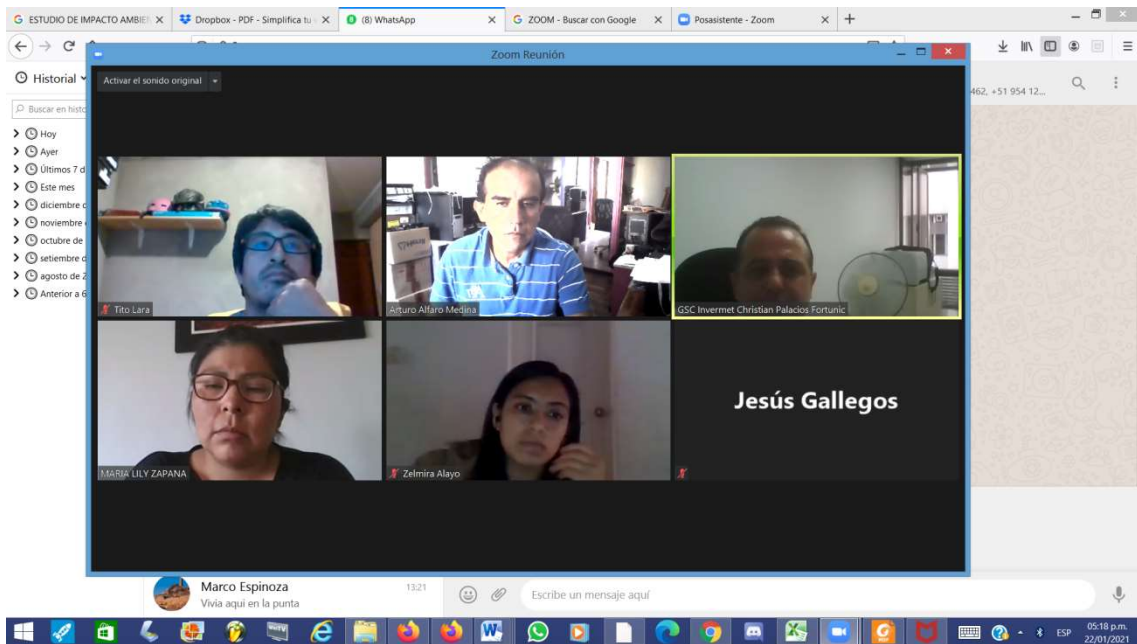 ESTUDIO DE IMPACTO AMBIE
Dropbox - PDF - Simplifica tu
(8) WhatsApp
ZOOM - Buscar con Google
Posasistente - Zoom
Zoom Reunión
Historial
Activar el sonido original
462, +51 954 12...
Buscar en histo
Hoy
Ayer
Últimos 7 d
Este mes
diciembre d
noviembre
octubre de
setiembre d
agosto de 2
Anterior a 6
Tito Lara
Arturo Alfaro Medina
GSC Invermet Christian Palacios Fortunic
Jesús Gallegos
MARIA LILY ZAPANA
Zelmira Alayo
Marco Espinoza
13:21
Vivia aqui en la punta
Escribe un mensaje aquí
ESP
05:18 p.m.
22/01/2021